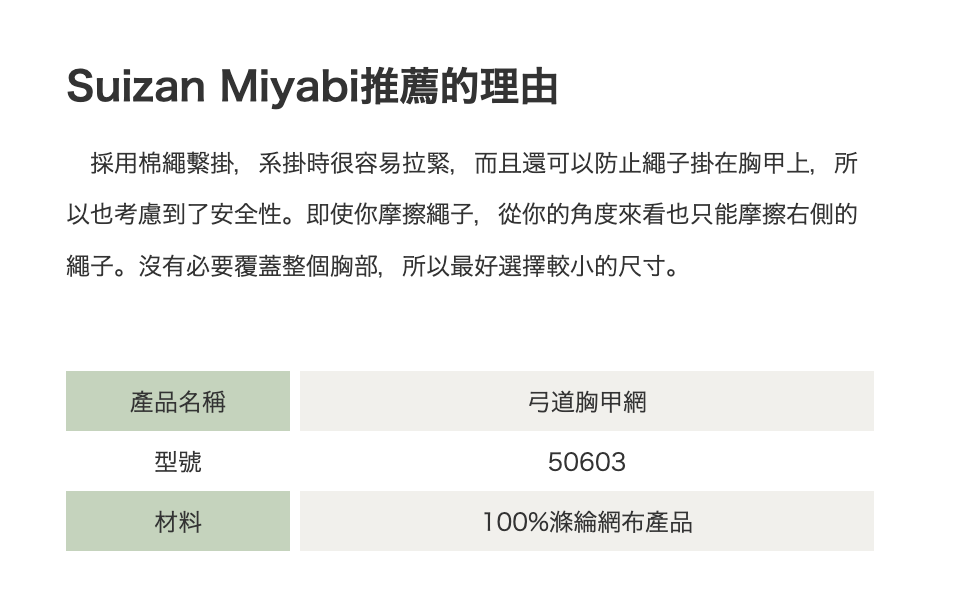 Suizan Miyabi推薦的理由
採用棉繩繫掛，系掛時很容易拉緊，而且還可以防止繩子掛在胸甲上，所
以也考慮到了安全性。即使你摩擦繩子，從你的角度來看也只能摩擦右側的
繩子。沒有必要覆蓋整個胸部，所以最好選擇較小的尺寸。
產品名稱 弓道胸甲網
型號 50603
材料 100%滌綸網布產品